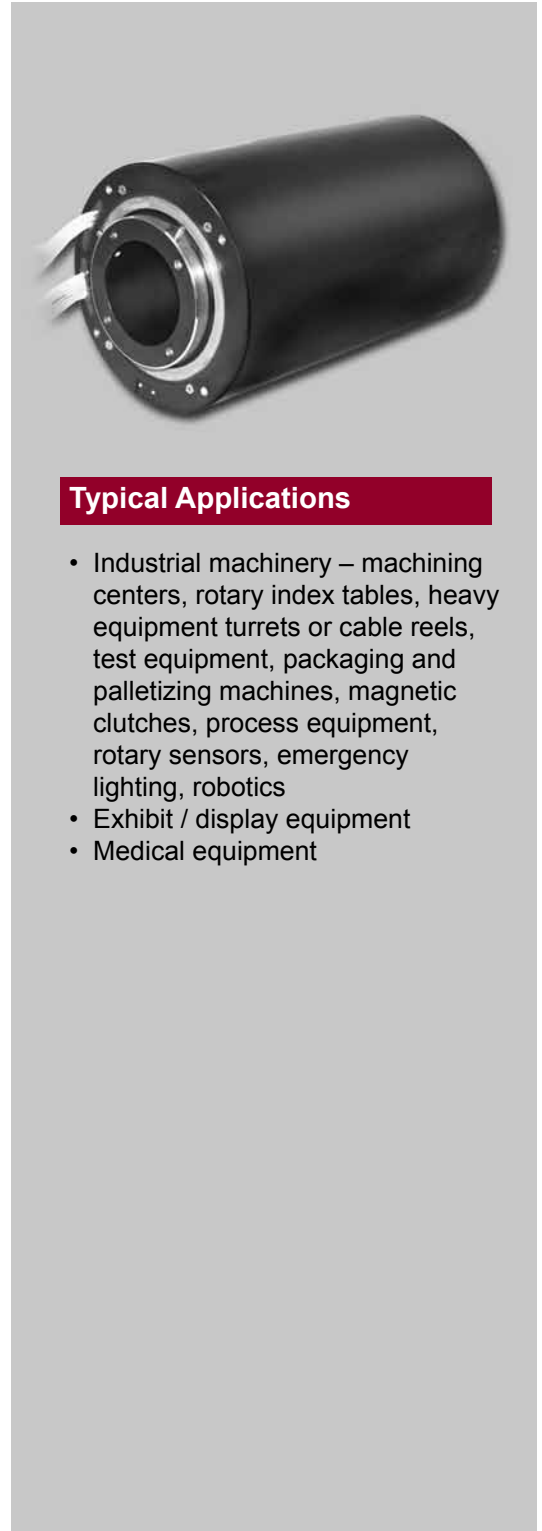 Typical Applications
• Industrial machinery – machining
centers, rotary index tables, heavy
equipment turrets or cable reels,
test equipment, packaging and
palletizing machines, magnetic
clutches, process equipment,
rotary sensors, emergency
lighting, robotics
• Exhibit / display equipment
• Medical equipment